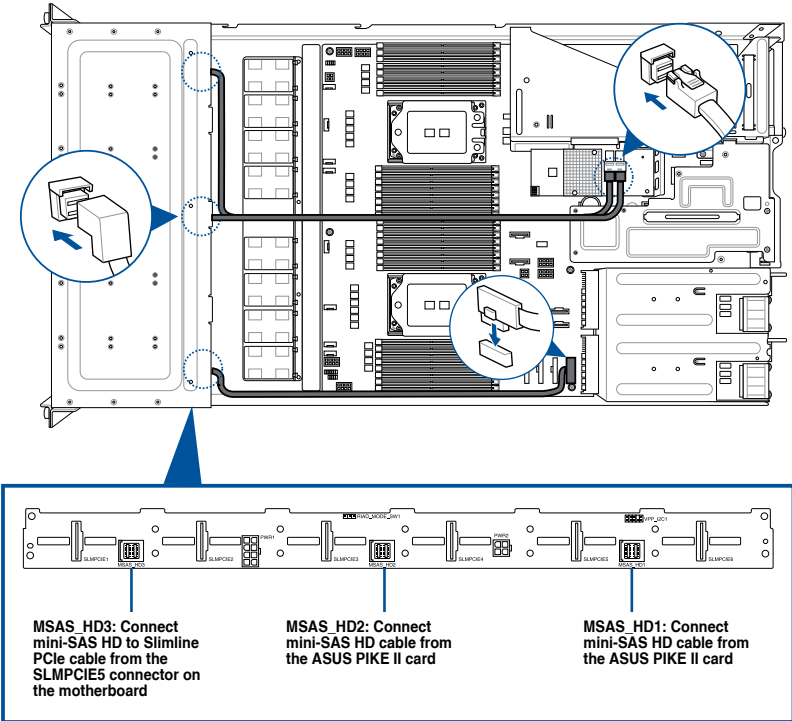 RIAD_MODE_SW1
VPP_I2C1
PWR1
PWR2
SLMPCIE1
MSAS_HD3
SLMPCIE2
SLMPCIE3
MSAS_HD2
SLMPCIE4
SLMPCIE5
MSAS_HD1
SLMPCIE6
MSAS_HD3: Connect
mini-SAS HD to Slimline
PCIe cable from the
SLMPCIE5 connector on
the motherboard
MSAS_HD2: Connect
mini-SAS HD cable from
the ASUS PIKE II card
MSAS_HD1: Connect
mini-SAS HD cable from
the ASUS PIKE II card